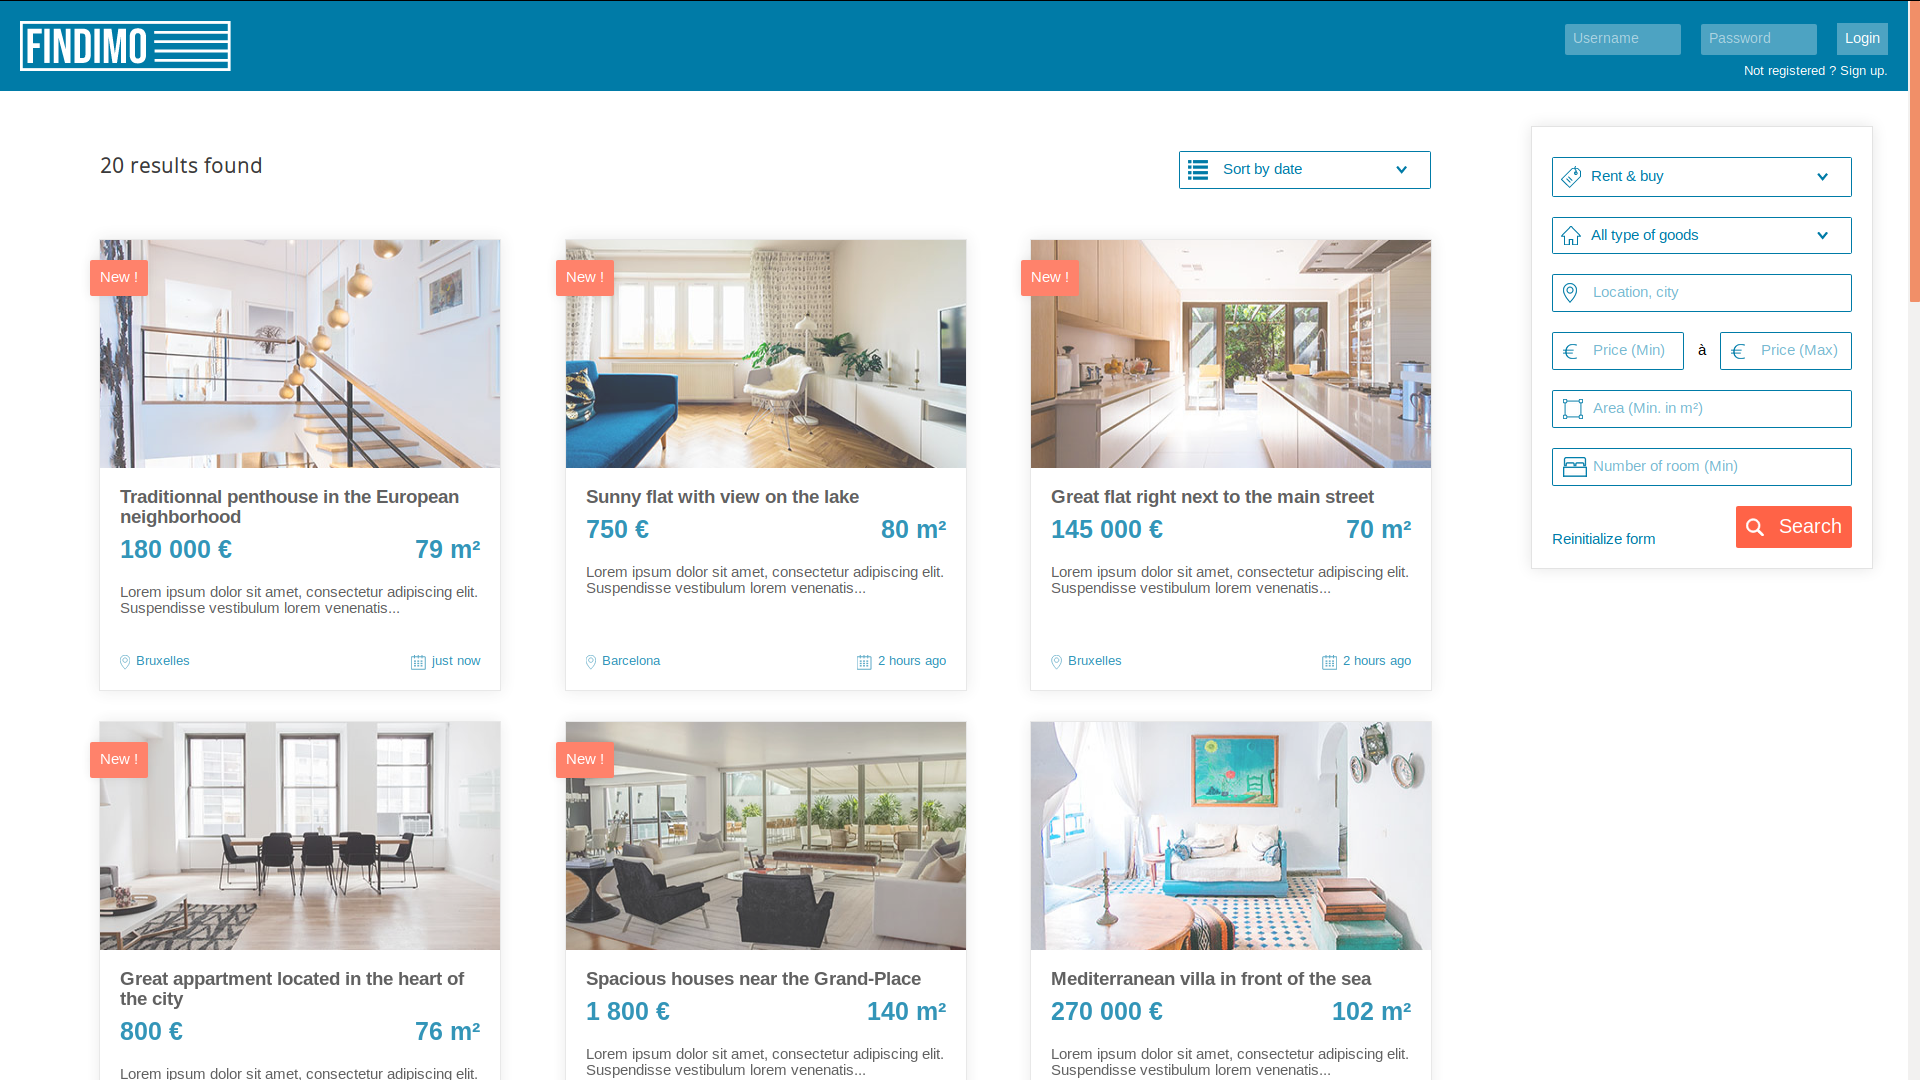 FINDIMO
Username
Password
Login
Not registered ? Sign up.
20 results found
Sort by date
Rent & buy
All type of goods
Location, city
Price (Min)
à
Price (Max)
Area (Min. in m²)
Number of room (Min)
Reinitialize form
Search
New !
Traditionnal penthouse in the European
neighborhood
180 000 €
79 m²
Lorem ipsum dolor sit amet, consectetur adipiscing elit.
Suspendisse vestibulum lorem venenatis...
Bruxelles
just now
New !
Sunny flat with view on the lake
750 €
80 m²
Lorem ipsum dolor sit amet, consectetur adipiscing elit.
Suspendisse vestibulum lorem venenatis...
Barcelona
2 hours ago
New !
Great flat right next to the main street
145 000 €
70 m²
Lorem ipsum dolor sit amet, consectetur adipiscing elit.
Suspendisse vestibulum lorem venenatis...
Bruxelles
2 hours ago
New !
Great appartment located in the heart of
the city
800 €
76 m²
Lorem ipsum dolor sit amet, consectetur adipiscing elit.
New !
Spacious houses near the Grand-Place
1 800 €
140 m²
Lorem ipsum dolor sit amet, consectetur adipiscing elit.
Suspendisse vestibulum lorem venenatis...
Mediterranean villa in front of the sea
270 000 €
102 m²
Lorem ipsum dolor sit amet, consectetur adipiscing elit.
Suspendisse vestibulum lorem venenatis...